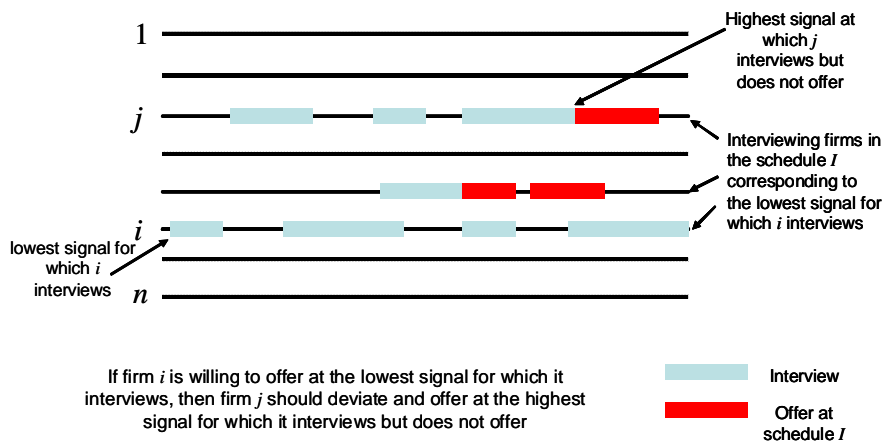 1
Highest signal at
which j
interviews but
does not offer
j
Interviewing firms in
the schedule I
corresponding to
the lowest signal for
which i interviews
i
lowest signal for
which i
interviews
n
If firm i is willing to offer at the lowest signal for which it
interviews, then firm j should deviate and offer at the highest
signal for which it interviews but does not offer
Interview
Offer at
schedule I